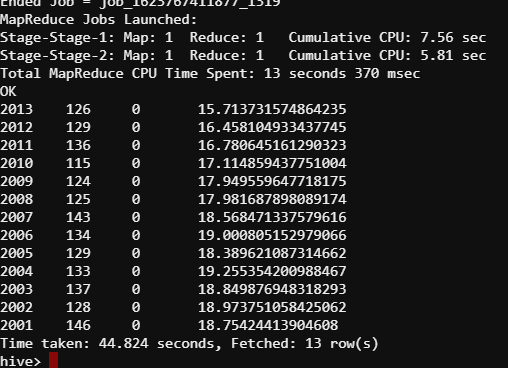 Ended Job = job_1623767411877_1319
MapReduce Jobs Launched:
Stage-Stage-1: Map: 1  Reduce: 1   Cumulative CPU: 7.56 sec
Stage-Stage-2: Map: 1  Reduce: 1   Cumulative CPU: 5.81 sec
Total MapReduce CPU Time Spent: 13 seconds 370 msec
OK
2013    126     0       15.713731574864235
2012    129     0       16.458104933437745
2011    136     0       16.780645161290323
2010    115     0       17.114859437751004
2009    124     0       17.949559647718175
2008    125     0       17.981687898089174
2007    143     0       18.568471337579616
2006    134     0       19.000805152979066
2005    129     0       18.389621087314662
2004    133     0       19.255354200988467
2003    137     0       18.849876948318293
2002    128     0       18.973751058425062
2001    146     0       18.75424413904608
Time taken: 44.824 seconds, Fetched: 13 row(s)
hive>